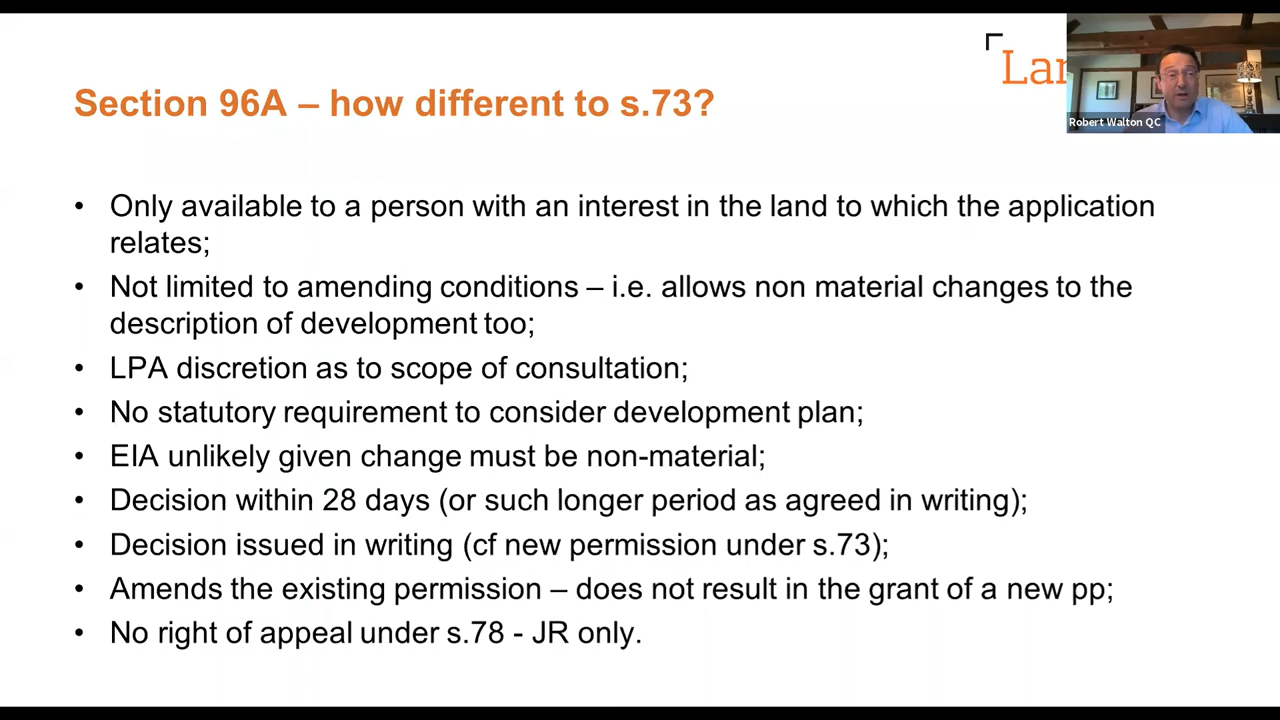 Section 96A – how different to s.73?
Robert Walton QC
• Only available to a person with an interest in the land to which the application
relates;
• Not limited to amending conditions – i.e. allows non material changes to the
description of development too;
• LPA discretion as to scope of consultation;
• No statutory requirement to consider development plan;
• EIA unlikely given change must be non-material;
• Decision within 28 days (or such longer period as agreed in writing);
• Decision issued in writing (cf new permission under s.73);
• Amends the existing permission – does not result in the grant of a new pp;
• No right of appeal under s.78 - JR only.